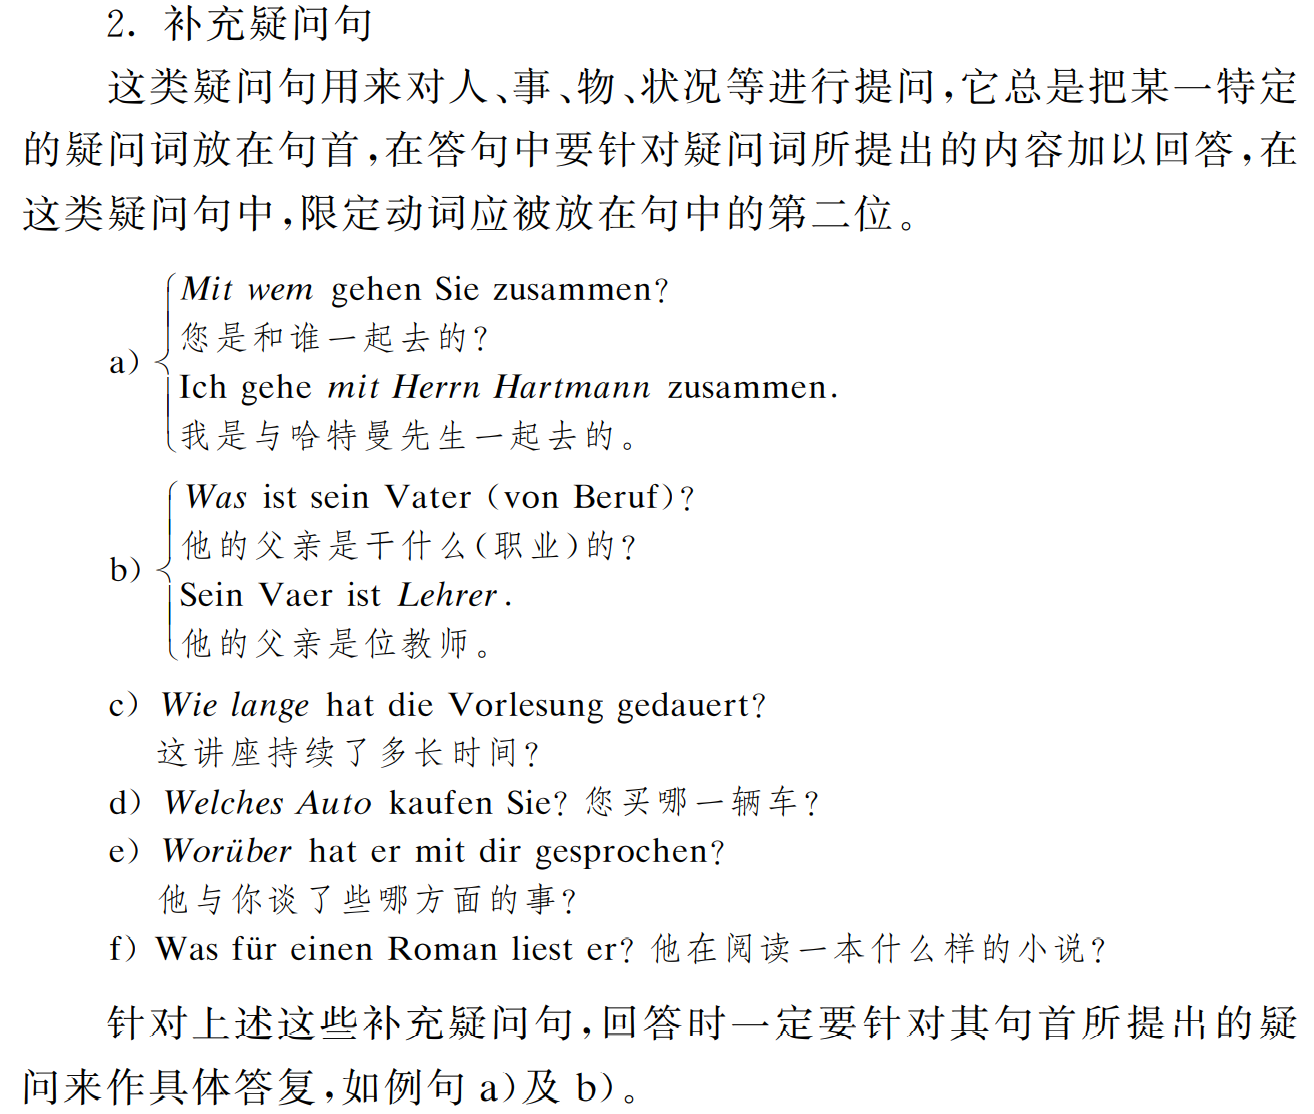 2. 补充疑问句
这类疑问句用来对人、事、物、状况等进行提问,它总是把某一特定
的疑问词放在句首,在答句中要针对疑问词所提出的内容加以回答,在
这类疑问句中,限定动词应被放在句中的第二位。
Mit wem gehen Sie zusammen?
您是和谁一起去的?
a)
Ich gehe mit Herrn Hartmann zusammen.
我是与哈特曼先生一起去的。
Was ist sein Vater (von Beruf)?
他的父亲是干什么(职业)的?
b)
Sein Vaer ist Lehrer.
他的父亲是位教师。
c) Wie lange hat die Vorlesung gedauert?
这讲座持续了多长时间?
d) Welches Auto kaufen Sie? 您买哪一辆车?
e) Worüber hat er mit dir gesprochen?
他与你谈了些哪方面的事?
f) Was für einen Roman liest er? 他在阅读一本什么样的小说?
针对上述这些补充疑问句,回答时一定要针对其句首所提出的疑
问来作具体答复,如例句 a)及 b)。